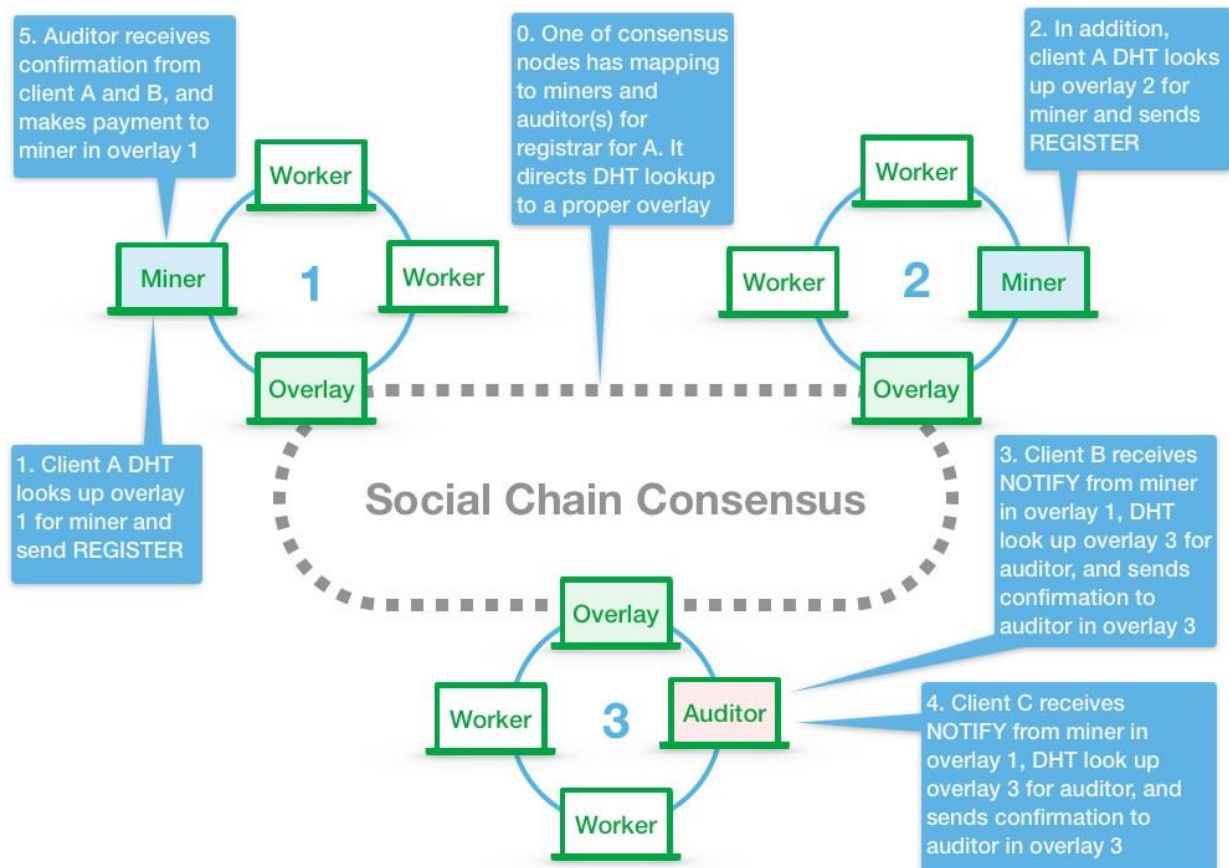 5. Auditor receives
confirmation from
client A and B, and
makes payment to
miner in overlay 1
0. One of consensus
nodes has mapping
to miners and
auditor(s) for
registrar for A. It
directs DHT lookup
to a proper overlay
2. In addition,
client A DHT looks
up overlay 2 for
miner and sends
REGISTER
Worker
Miner
1
Worker
Overlay
Worker
Worker
2
Miner
Overlay
1. Client A DHT
looks up overlay
1 for miner and
send REGISTER
Social Chain Consensus
3. Client B receives
NOTIFY from miner
in overlay 1, DHT
look up overlay 3 for
auditor, and sends
confirmation to
auditor in overlay 3
Overlay
Worker
3
Auditor
Worker
4. Client C receives
NOTIFY from miner in
overlay 1, DHT look up
overlay 3 for auditor, and
sends confirmation to
auditor in overlay 3